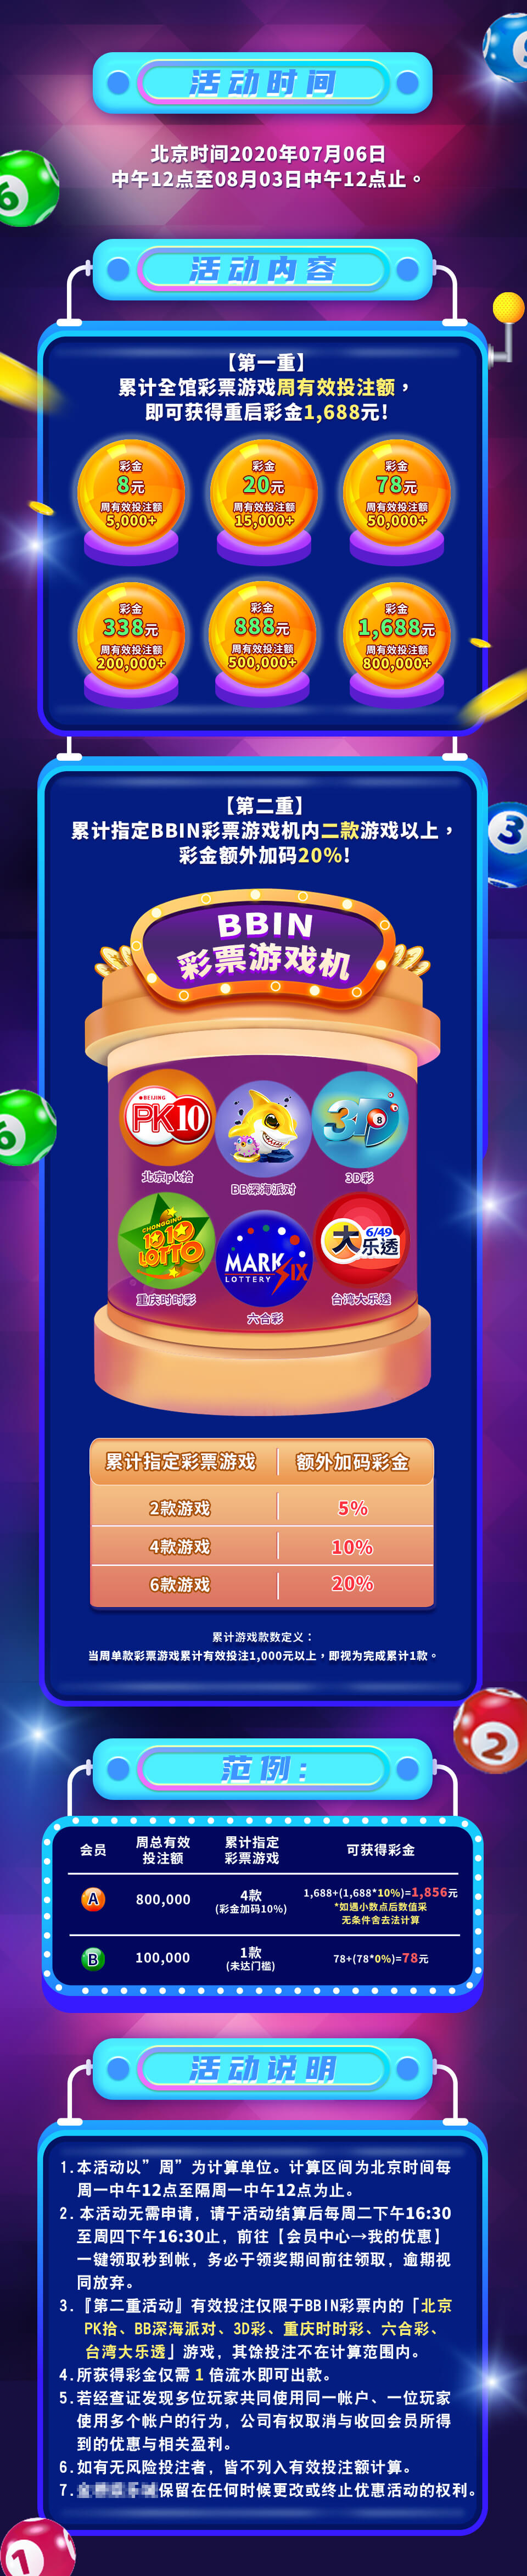 活动时间
北京时间2020年07月06日
中午12点至08月03日中午12点止。
活动内容
【第一重】
累计全馆彩票游戏周有效投注额，
即可获得重启彩金1,688元!
彩金 彩金 彩金
8元 20元 78元
周有效投注额 周有效投注额 周有效投注额
5,000+ 15,000+ 50,000+
彩金 彩金 彩金
338元 888元 1,688元
周有效投注额 周有效投注额 周有效投注额
200,000+ 500,000+ 800,000+
【第二重】
累计指定BBIN彩票游戏机内二款游戏以上，
彩金额外加码20%!
BBIN
彩票游戏机
BEIJING
PK10
3D
8
北京pk拾
BB深海派对
3D彩
CHONGQING
1010
LOTTO
MARK
SIX
LOTTERY
6/49
大乐透
重庆时时彩
六合彩
台湾大乐透
累计指定彩票游戏 额外加码彩金
2款游戏 5%
4款游戏 10%
6款游戏 20%
累计游戏款数定义：
当周单款彩票游戏累计有效投注1,000元以上，即视为完成累计1款。
范例：
会员 周总有效投注额 累计指定彩票游戏 可获得彩金
A 800,000 4款 1,688+(1,688*10%)=1,856元
(彩金加码10%) *如遇小数点后数值采
无条件舍去法计算
B 100,000 1款 78+(78*0%)=78元
(未达门槛)
活动说明
1.本活动以”周”为计算单位。计算区间为北京时间每
周一中午12点至隔周一中午12点为止。
2. 本活动无需申请，请于活动结算后每周二下午16:30
至周四下午16:30止，前往【会员中心→我的优惠】
一键领取秒到帐，务必于领奖期间前往领取，逾期视
同放弃。
3.『第二重活动』有效投注仅限于BBIN彩票内的「北京
PK拾、BB深海派对、3D彩、重庆时时彩、六合彩、
台湾大乐透」游戏，其馀投注不在计算范围内。
4.所获得彩金仅需 1 倍流水即可出款。
5.若经查证发现多位玩家共同使用同一帐户、一位玩家
使用多个帐户的行为，公司有权取消与收回会员所得
到的优惠与相关盈利。
6.如有无风险投注者，皆不列入有效投注额计算。
7.保留在任何时候更改或终止优惠活动的权利。
6
6
3
2
1